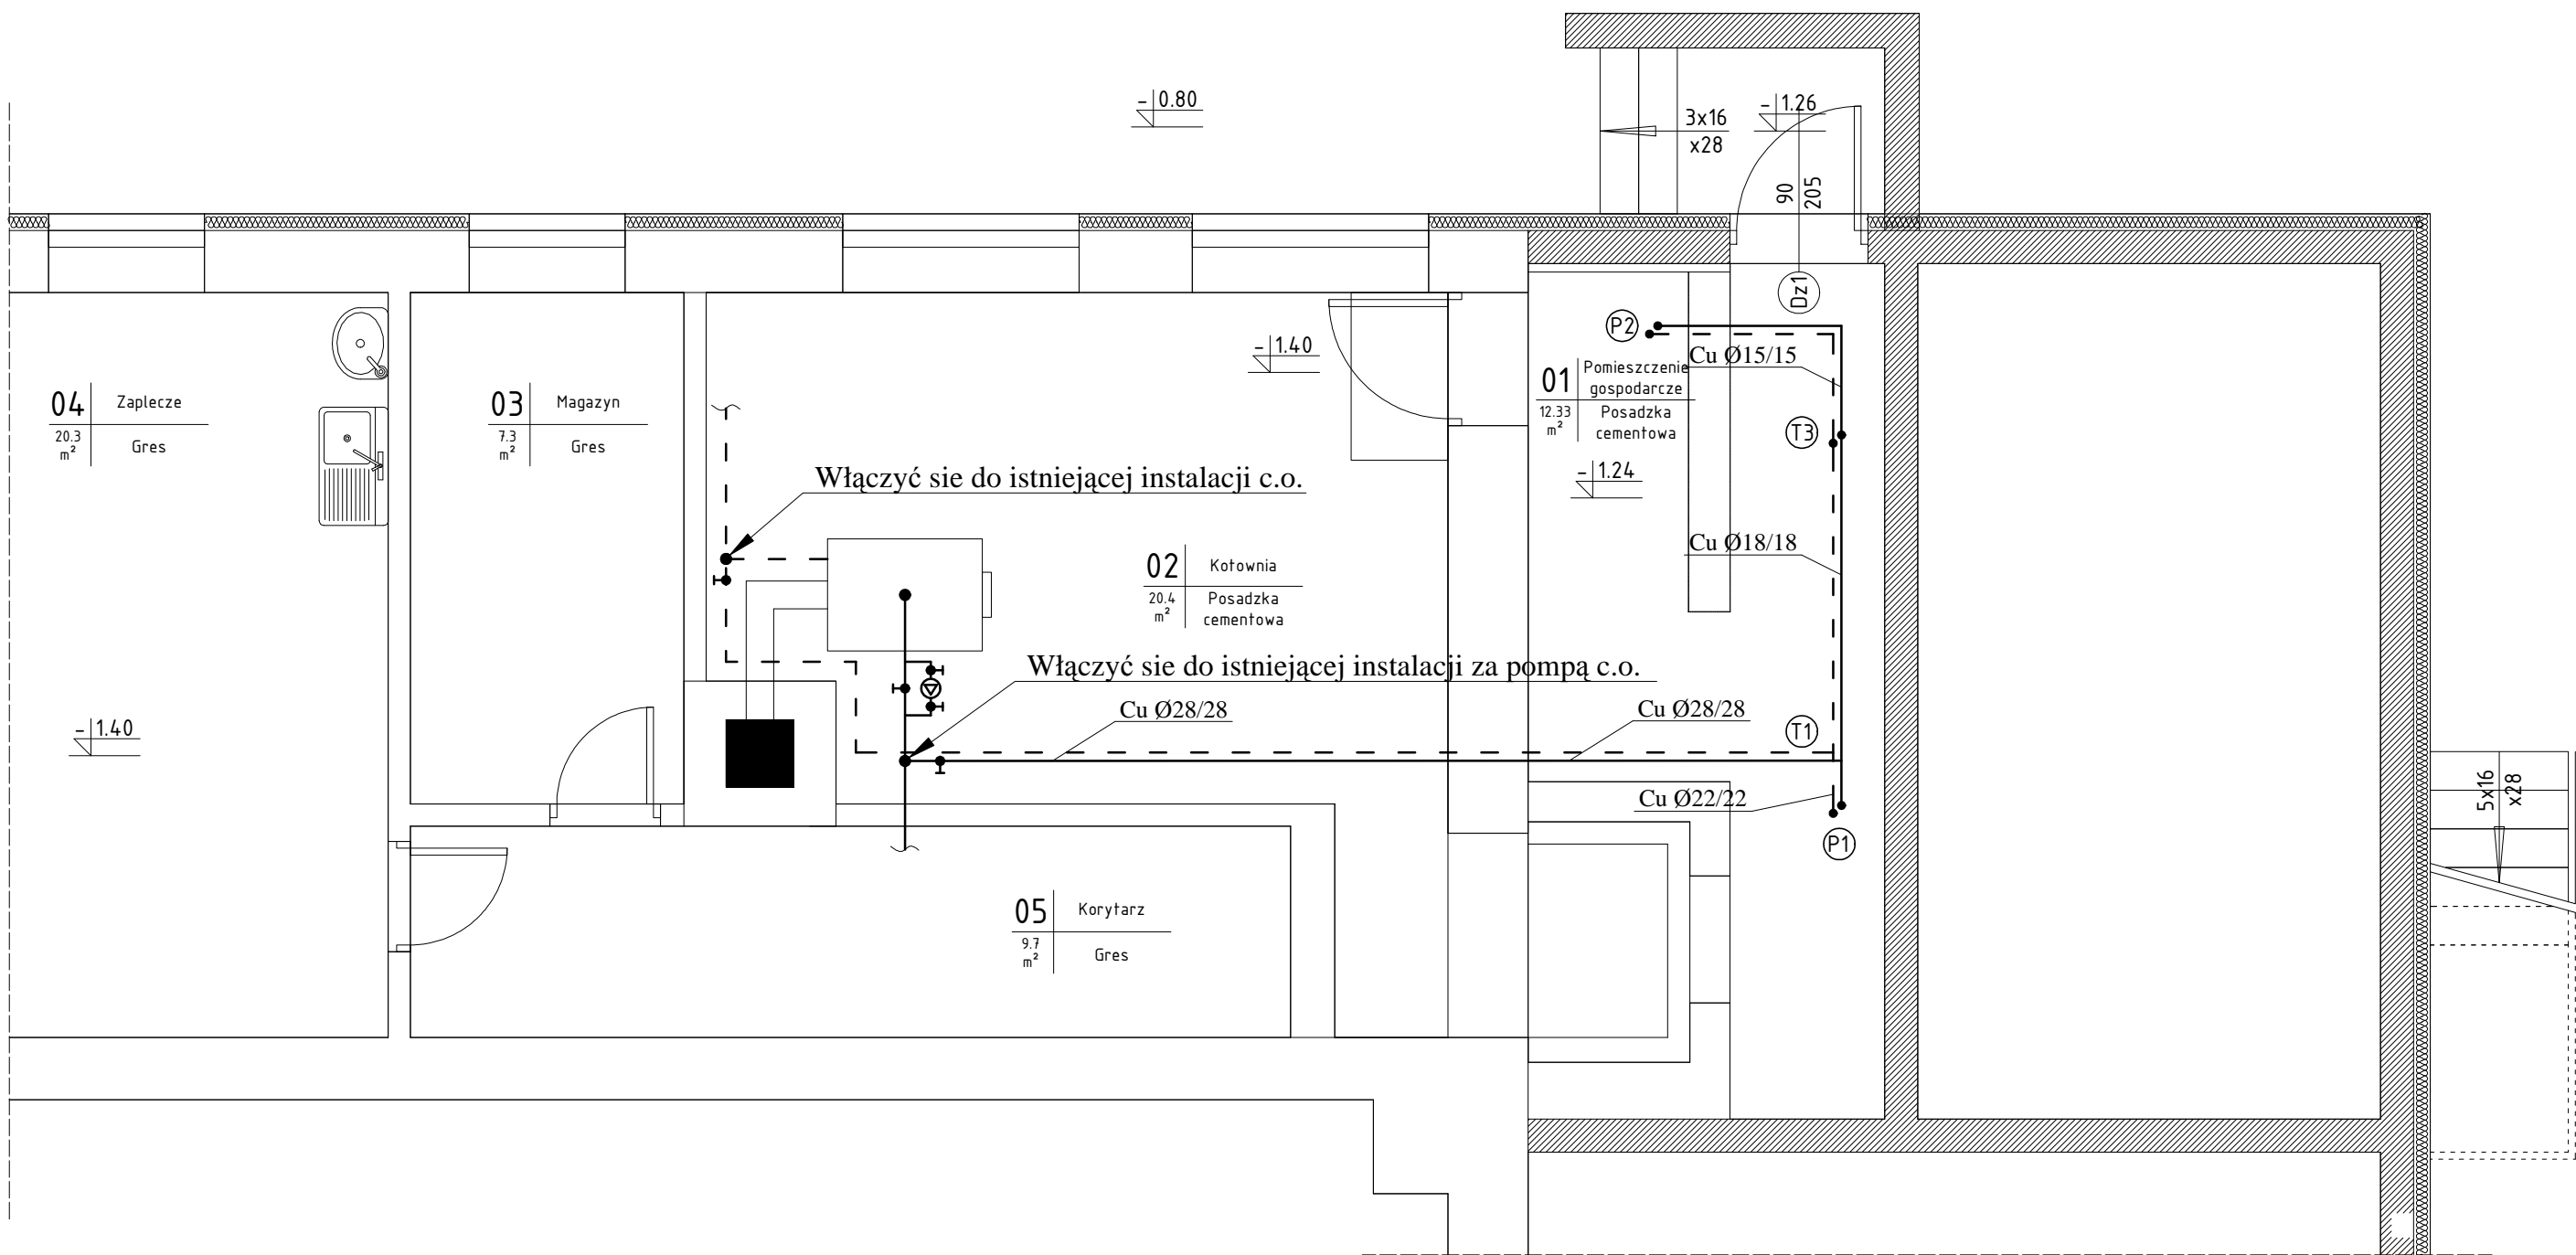 - 0.80
- 1.26
3x16
x28
90
205
Dz1
- 1.40
P2
Cu Ø15/15
01
Pomieszczenie
gospodarcze
12.33
m²
Posadzka
cementowa
04
Zaplecze
20.3
m²
Gres
03
Magazyn
7.3
m²
Gres
T3
- 1.24
Włączyć sie do istniejącej instalacji c.o.
Cu Ø18/18
02
Kotownia
20.4
m²
Posadzka
cementowa
Włączyć sie do istniejącej instalacji za pompą c.o.
Cu Ø28/28
Cu Ø28/28
T1
- 1.40
Cu Ø22/22
P1
5x16
x28
05
Korytarz
9.7
m²
Gres